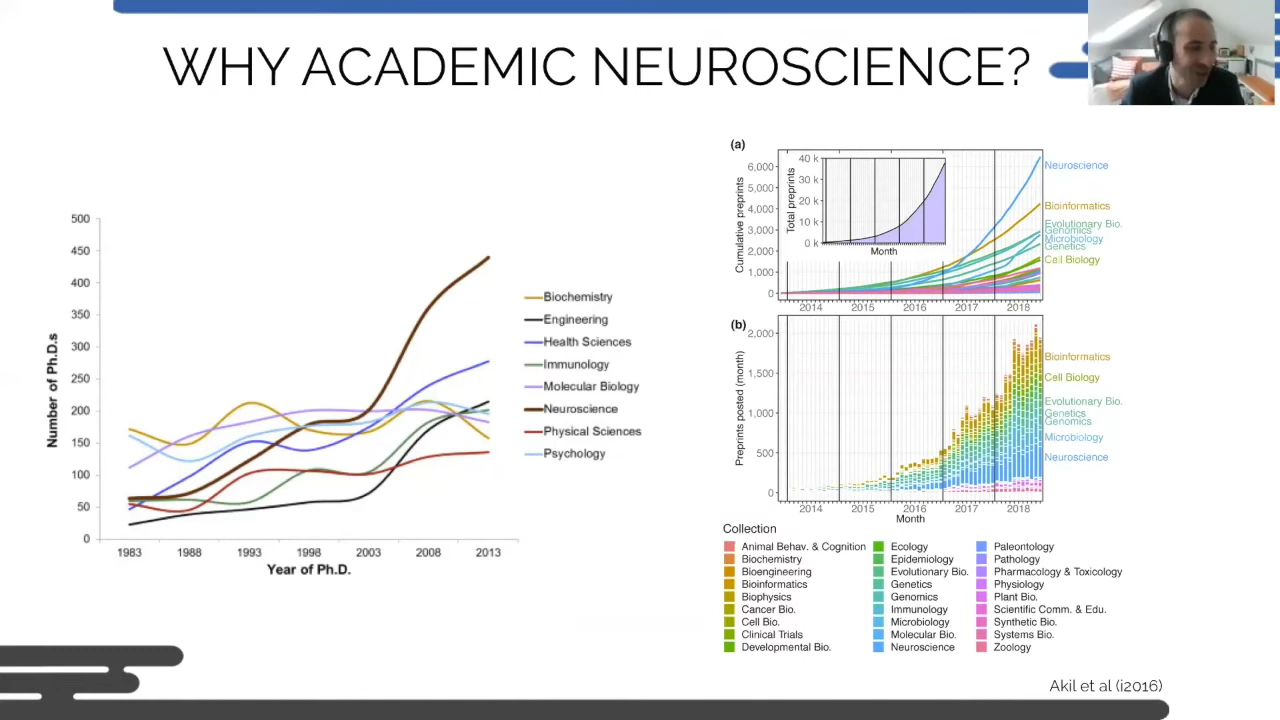 WHY ACADEMIC NEUROSCIENCE?
500
450
400
350
300
250
200
150
100
50
0
Number of Ph.D.s
1983 1988 1993 1998 2003 2008 2013
Year of Ph.D.
Biochemistry
Engineering
Health Sciences
Immunology
Molecular Biology
Neuroscience
Physical Sciences
Psychology
(a)
6,000
5,000
4,000
3,000
2,000
1,000
0
Cumulative preprints
40 k
30 k
20 k
10 k
0 k
Total preprints
Month
Neuroscience
Bioinformatics
Evolutionary Bio.
Genomics
Microbiology
Genetics
Cell Biology
2014 2015 2016 2017 2018
(b)
2,000
1,500
1,000
500
0
Preprints posted (month)
Bioinformatics
Cell Biology
Evolutionary Bio.
Genetics
Genomics
Microbiology
Neuroscience
2014 2015 2016 2017 2018
Month
Collection
Animal Behav. & Cognition
Biochemistry
Bioengineering
Bioinformatics
Biophysics
Cancer Bio.
Cell Bio.
Clinical Trials
Developmental Bio.
Ecology
Epidemiology
Evolutionary Bio.
Genetics
Genomics
Immunology
Microbiology
Molecular Bio.
Neuroscience
Paleontology
Pathology
Pharmacology & Toxicology
Physiology
Plant Bio.
Scientific Comm. & Edu.
Synthetic Bio.
Systems Bio.
Zoology
Akil et al (i2016)